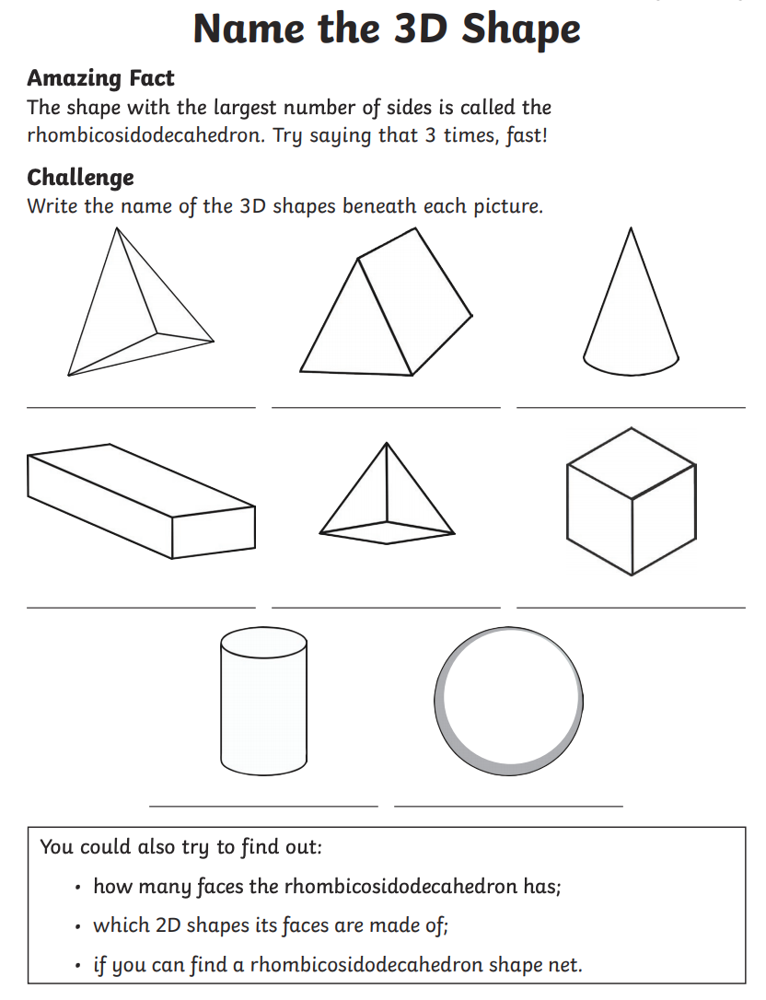 Name the 3D Shape
Amazing Fact
The shape with the largest number of sides is called the
rhombicosidodecahedron. Try saying that 3 times, fast!
Challenge
Write the name of the 3D shapes beneath each picture.
You could also try to find out:
• how many faces the rhombicosidodecahedron has;
• which 2D shapes its faces are made of;
• if you can find a rhombicosidodecahedron shape net.